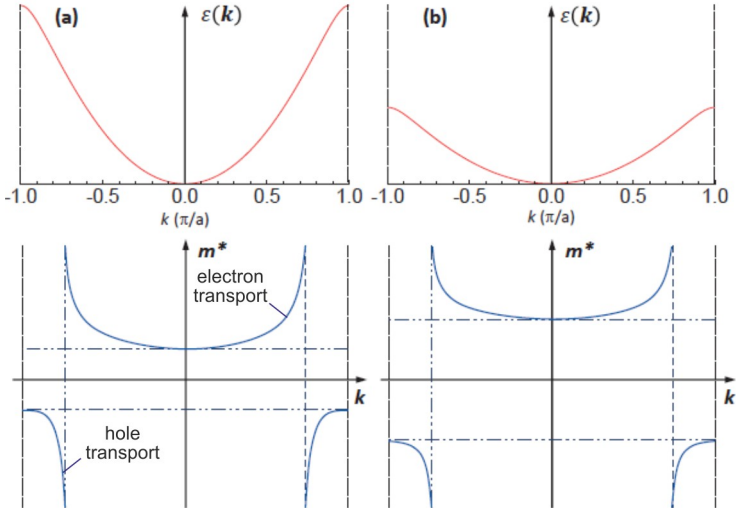 (a)
ε(k)
-1.0 -0.5 0.0 0.5 1.0
k (π/a)
(b)
ε(k)
-1.0 -0.5 0.0 0.5 1.0
k (π/a)
m*
electron
transport
k
hole
transport
m*
k